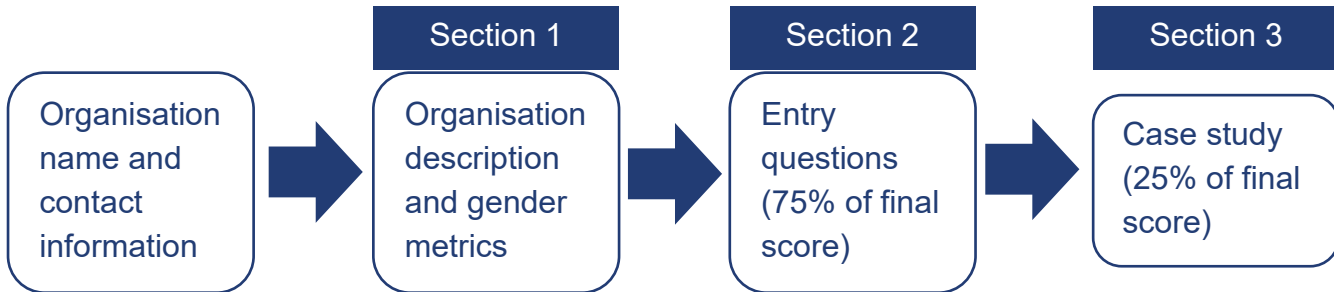 Section 1
Section 2
Section 3
Organisation
name and
contact
information
Organisation
description
and gender
metrics
Entry
questions
(75% of final
score)
Case study
(25% of final
score)